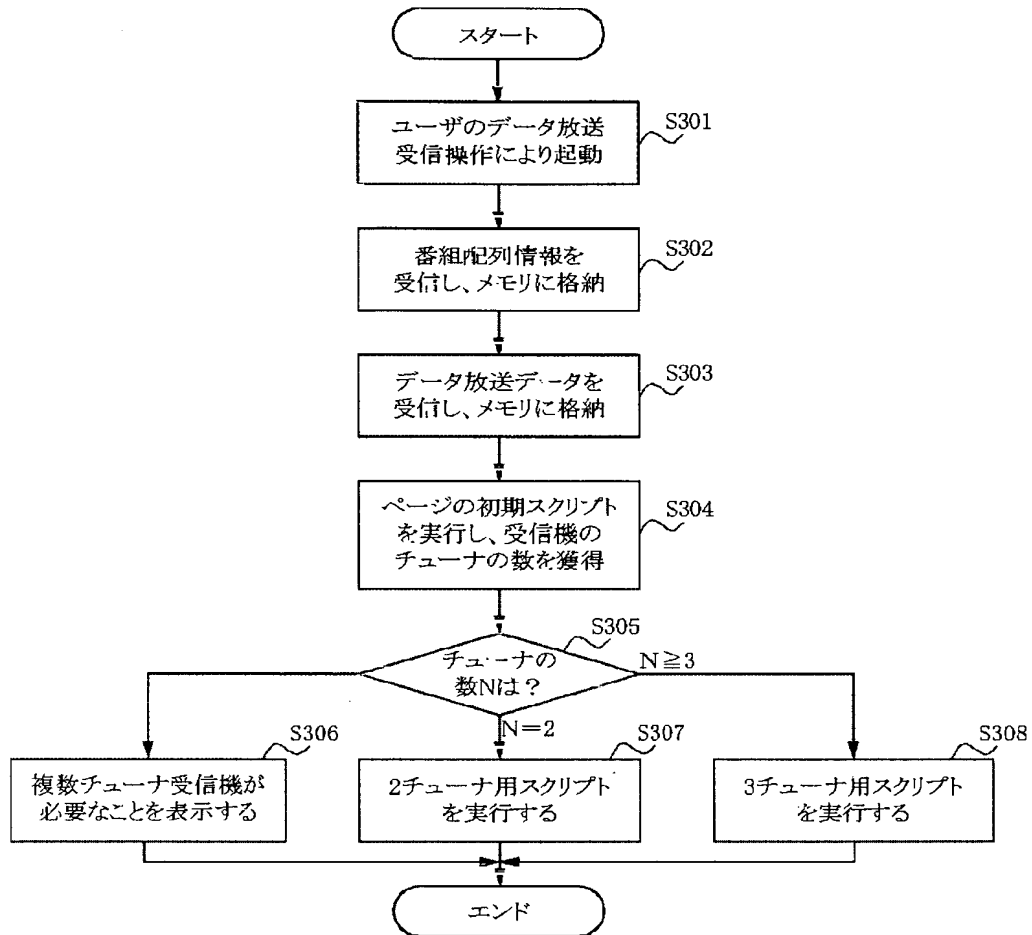 スタート
ユーザのデータ放送
受信操作により起動
S301
番組配列情報を
受信し、メモリに格納
S302
データ放送データを
受信し、メモリに格納
S303
ページの初期スクリプト
を実行し、受信機の
チューナの数を獲得
S304
チューナの
数Nは?
S305
N≧3
N=2
複数チューナ受信機が
必要なことを表示する
S306
2チューナ用スクリプト
を実行する
S307
3チューナ用スクリプト
を実行する
S308
エンド